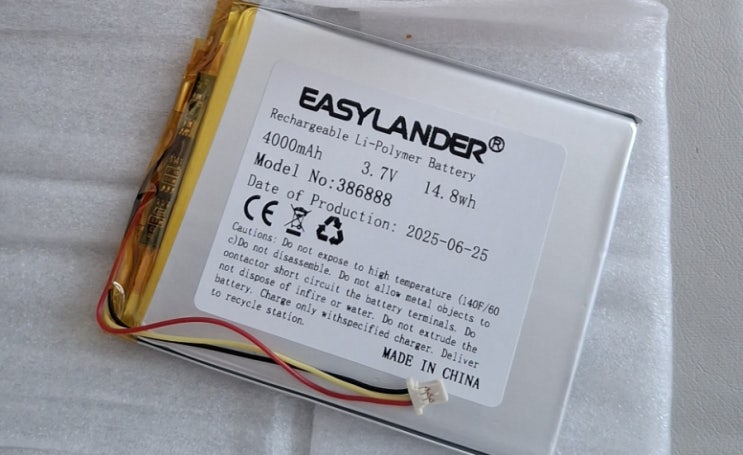 EASYLANDER®
Rechargeable Li-Polymer Battery
4000mAh 3.7V 14.8wh
Model No:386888
Date of Production: 2025-06-25
CE
Cautions: Do not expose to high temperature (140F/60
c)Do not disassemble. Do not allow metal objects to
oontactor short circuit the battery terminals. Do
not dispose of infire or water. Do not extrude the
battery. Charge only withspecified charger. Deliver
to recycle station.
MADE IN CHINA